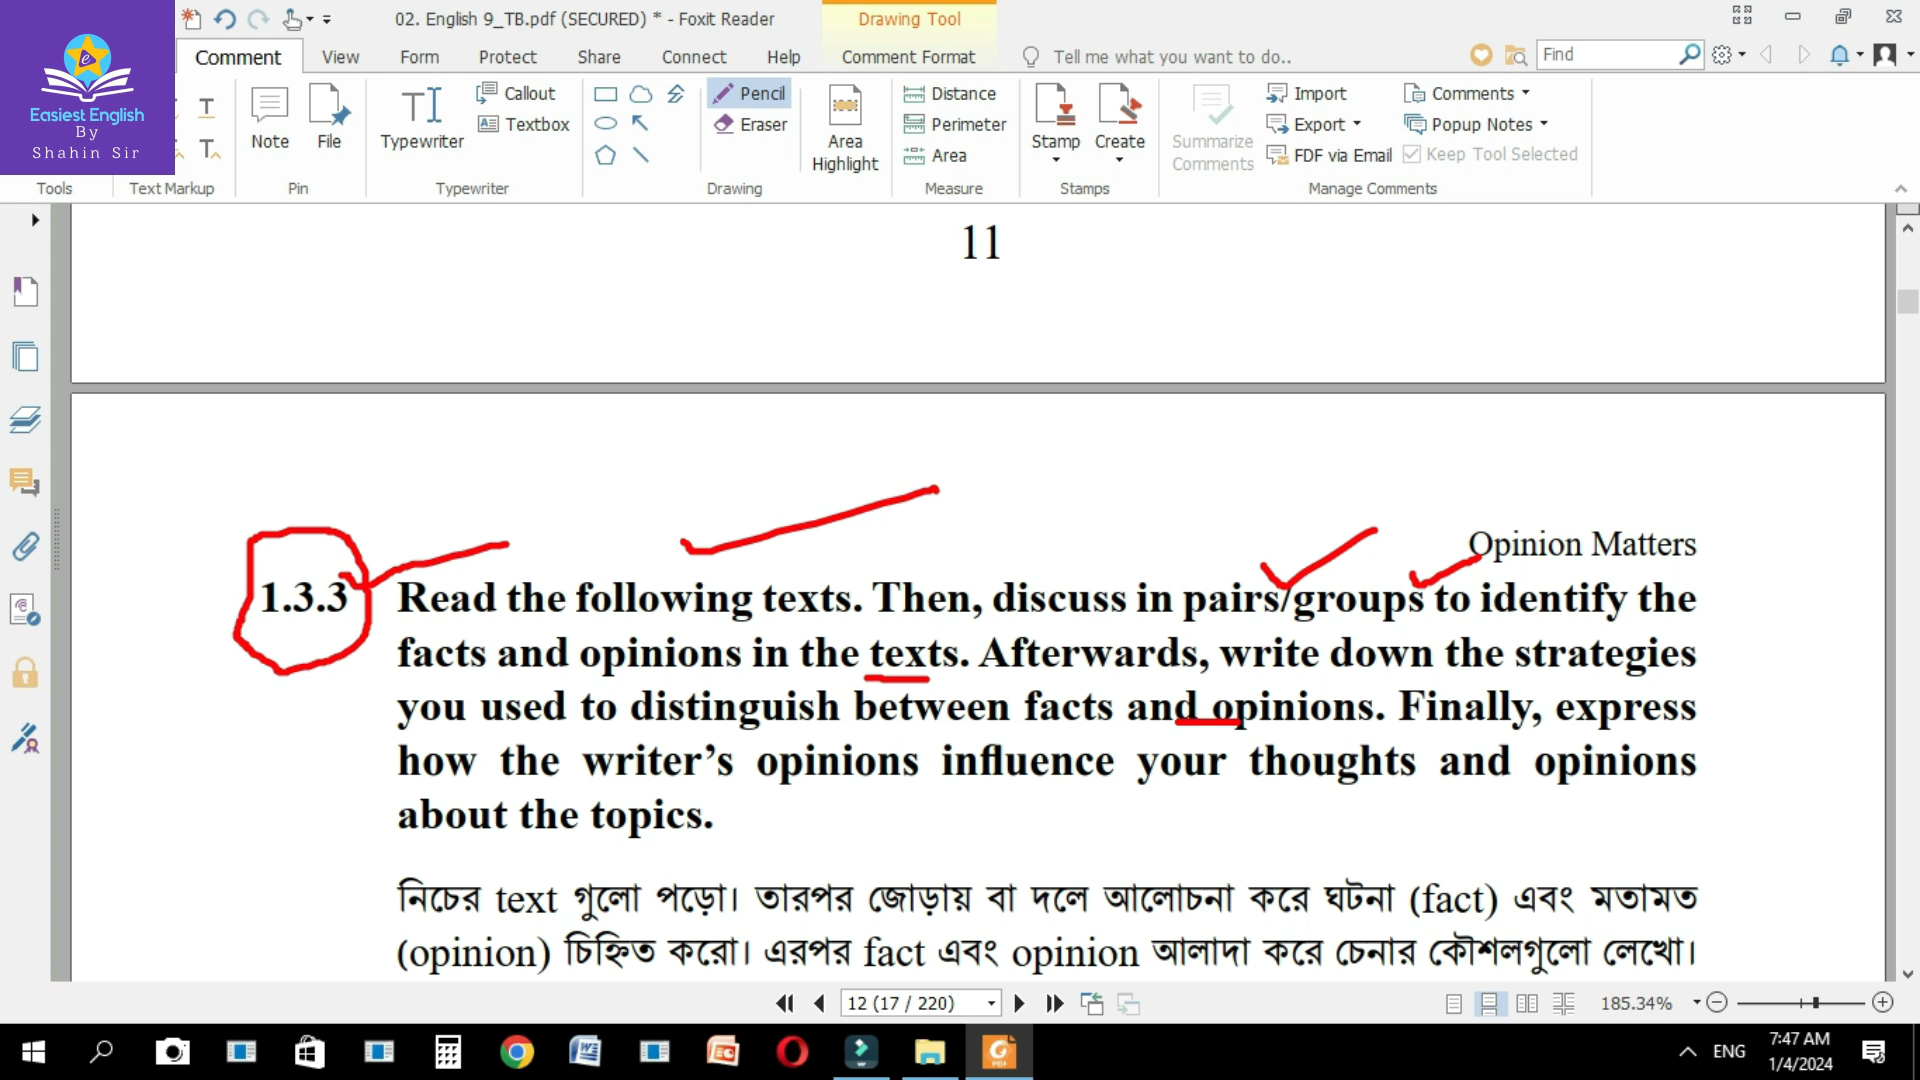 02. English 9_TB.pdf (SECURED) * - Foxit Reader
Drawing Tool
Comment
View
Form
Protect
Share
Connect
Help
Comment Format
Tell me what you want to do..
Find
Easiest English
By
Shahin Sir
Note
File
Typewriter
Callout
Textbox
Pencil
Eraser
Area
Highlight
Distance
Perimeter
Area
Stamp
Create
Summarize
Comments
Import
Export
FDF via Email
Comments
Popup Notes
Keep Tool Selected
Tools
Text Markup
Pin
Typewriter
Drawing
Measure
Stamps
Manage Comments
11
Opinion Matters
1.3.3 Read the following texts. Then, discuss in pairs/groups to identify the
facts and opinions in the texts. Afterwards, write down the strategies
you used to distinguish between facts and opinions. Finally, express
how the writer’s opinions influence your thoughts and opinions
about the topics.
নিচের text গুলো পড়ো। তারপর জোড়ায় বা দলে আলোচনা করে ঘটনা (fact) এবং মতামত
(opinion) চিহ্নিত করো। এরপর fact এবং opinion আলাদা করে চেনার কৌশলগুলো লেখো।
12 (17 / 220)
185.34%
ENG
7:47 AM
1/4/2024